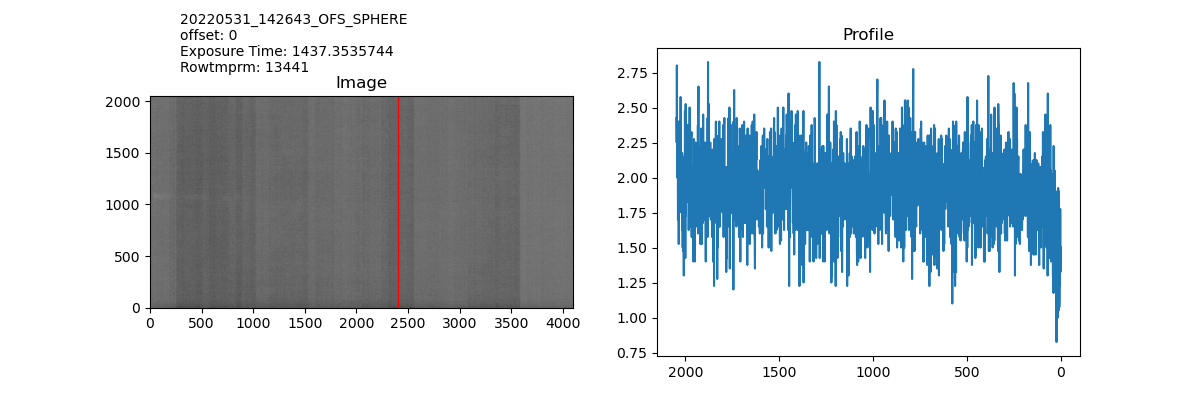 20220531_142643_OFS_SPHERE
offset: 0
Exposure Time: 1437.3535744
Rowtmprm: 13441
Image
2000
1500
1000
500
0
0 500 1000 1500 2000 2500 3000 3500 4000
Profile
2.75
2.50
2.25
2.00
1.75
1.50
1.25
1.00
0.75
2000 1500 1000 500 0